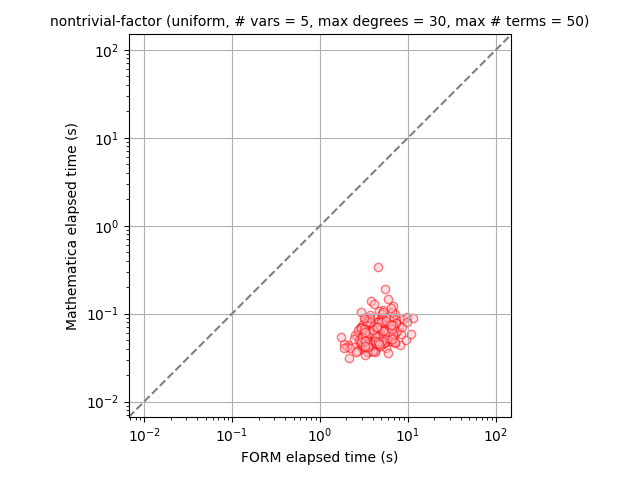 nontrivial-factor (uniform, # vars = 5, max degrees = 30, max # terms = 50)
10²
10¹
10⁰
10⁻¹
10⁻²
Mathematica elapsed time (s)
10⁻² 10⁻¹ 10⁰ 10¹ 10²
FORM elapsed time (s)